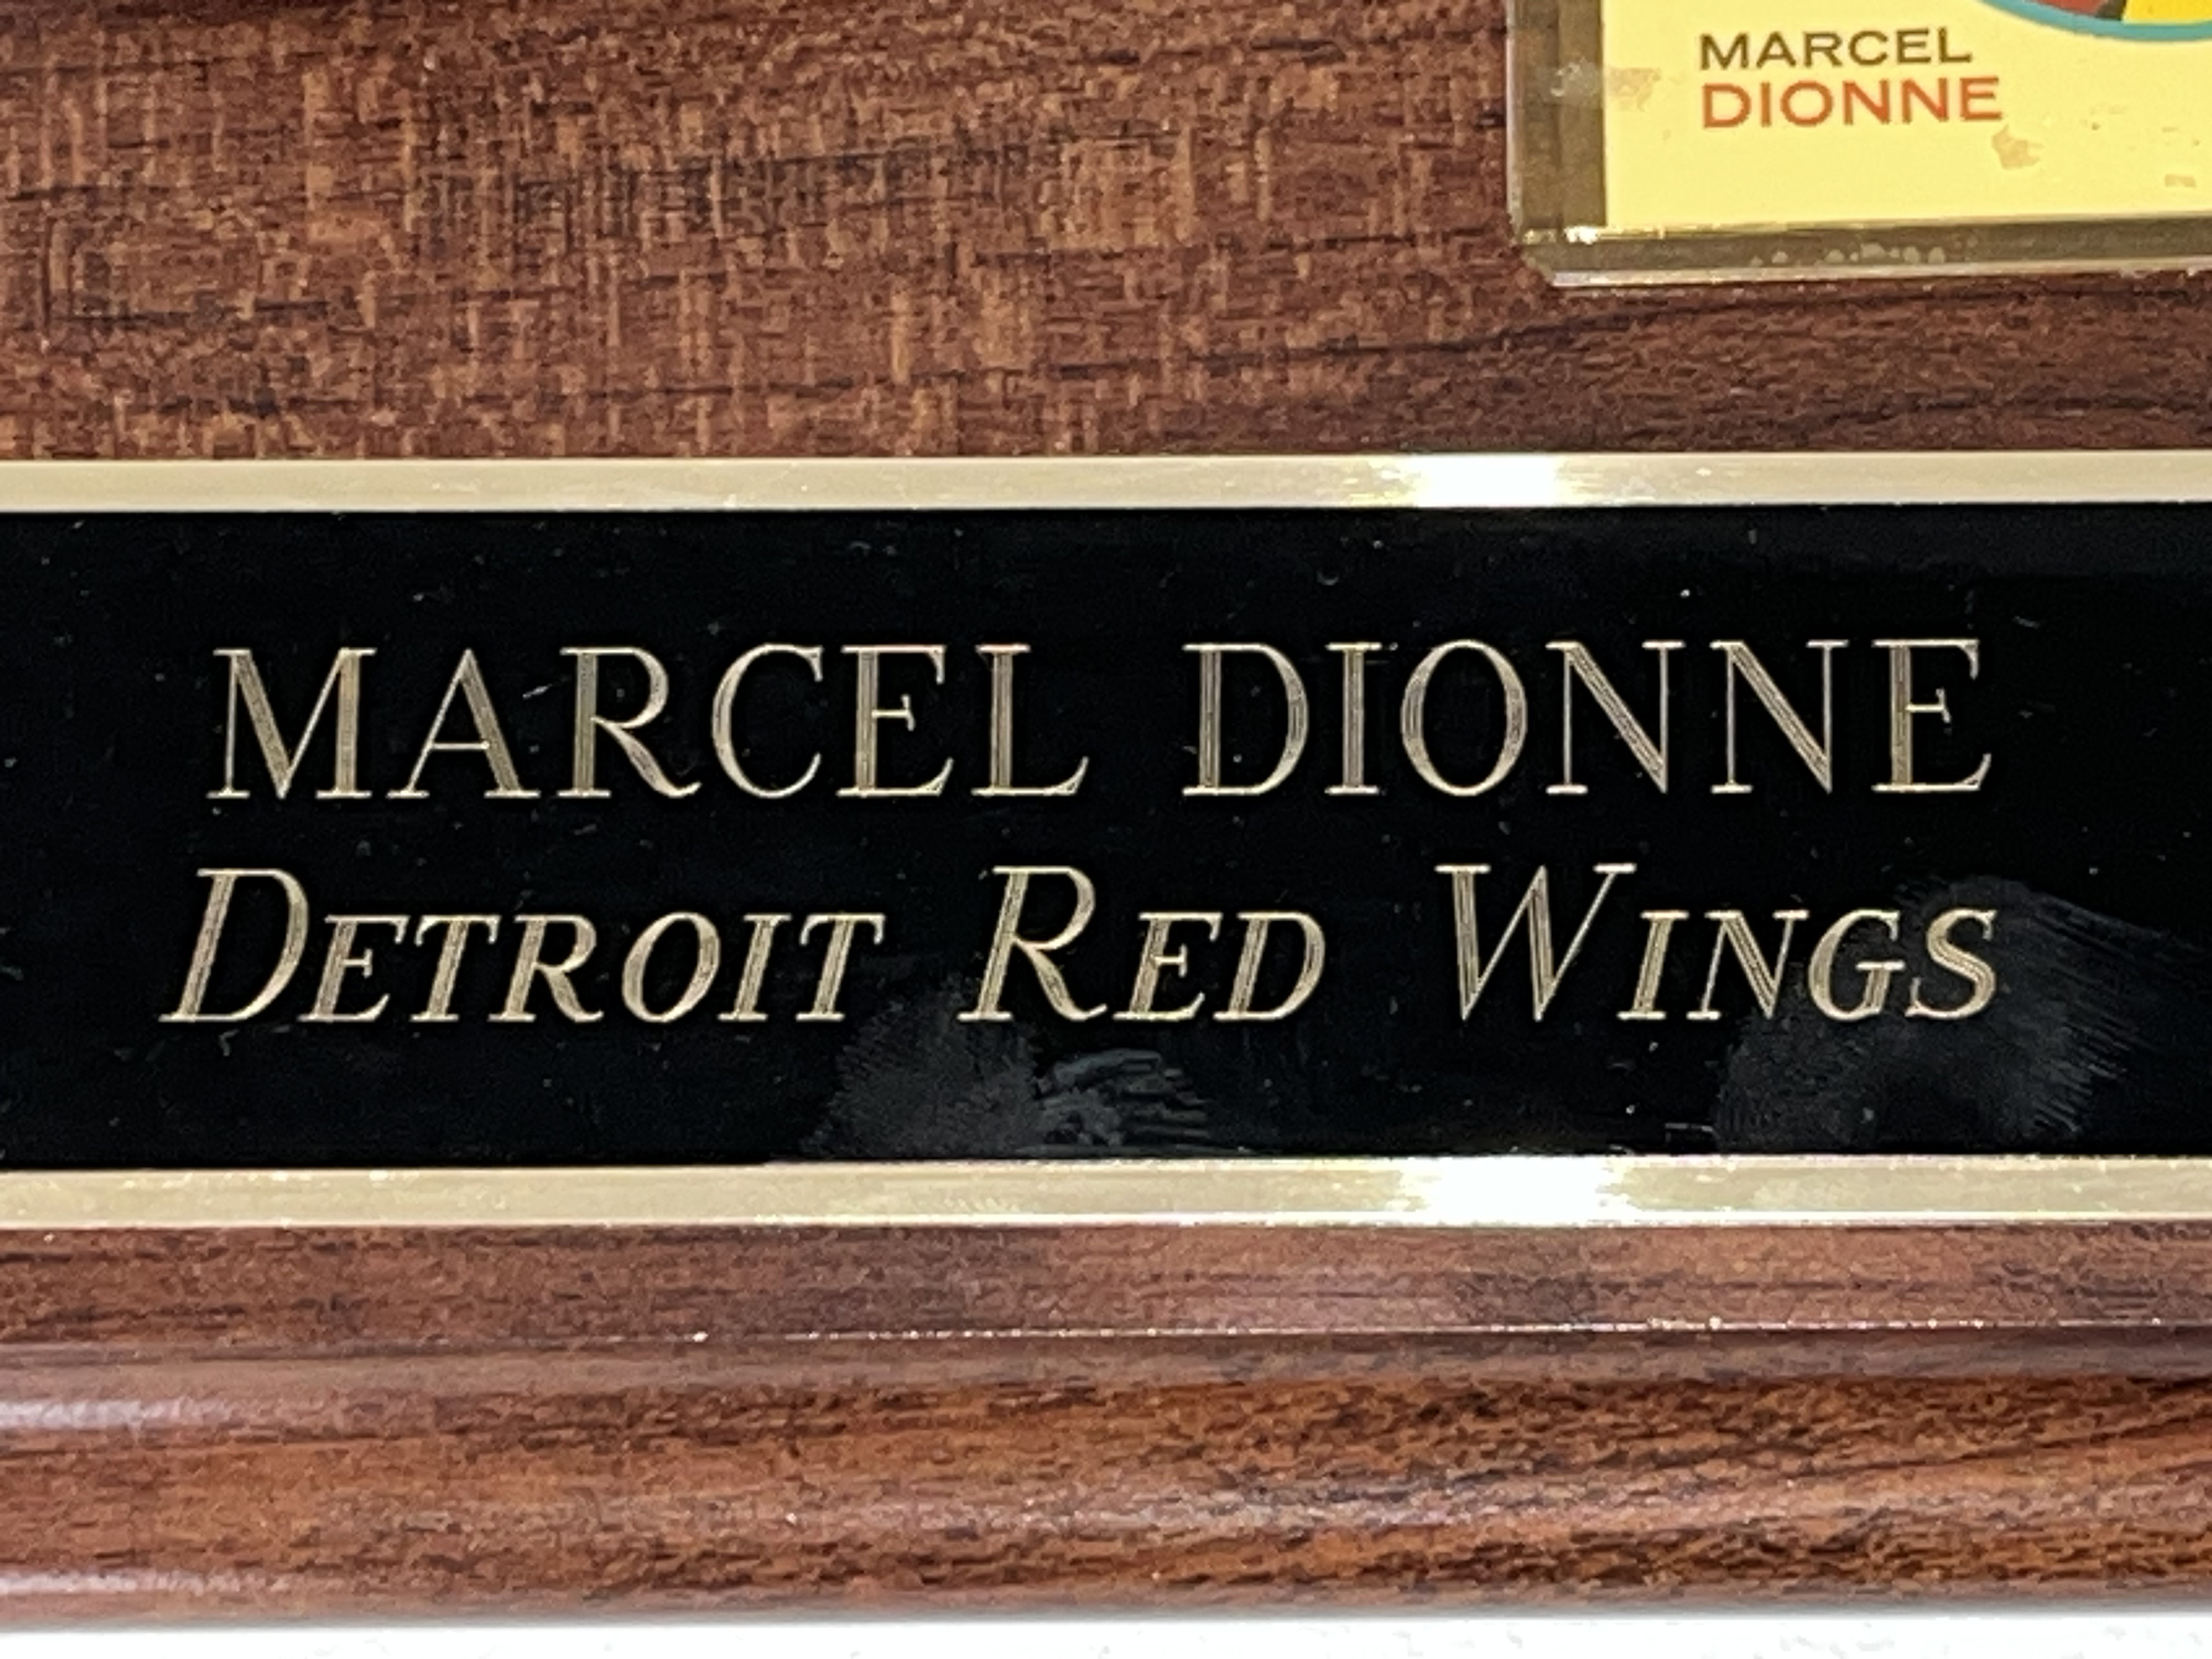 MARCEL
DIONNE
MARCEL DIONNE
DETROIT RED WINGS